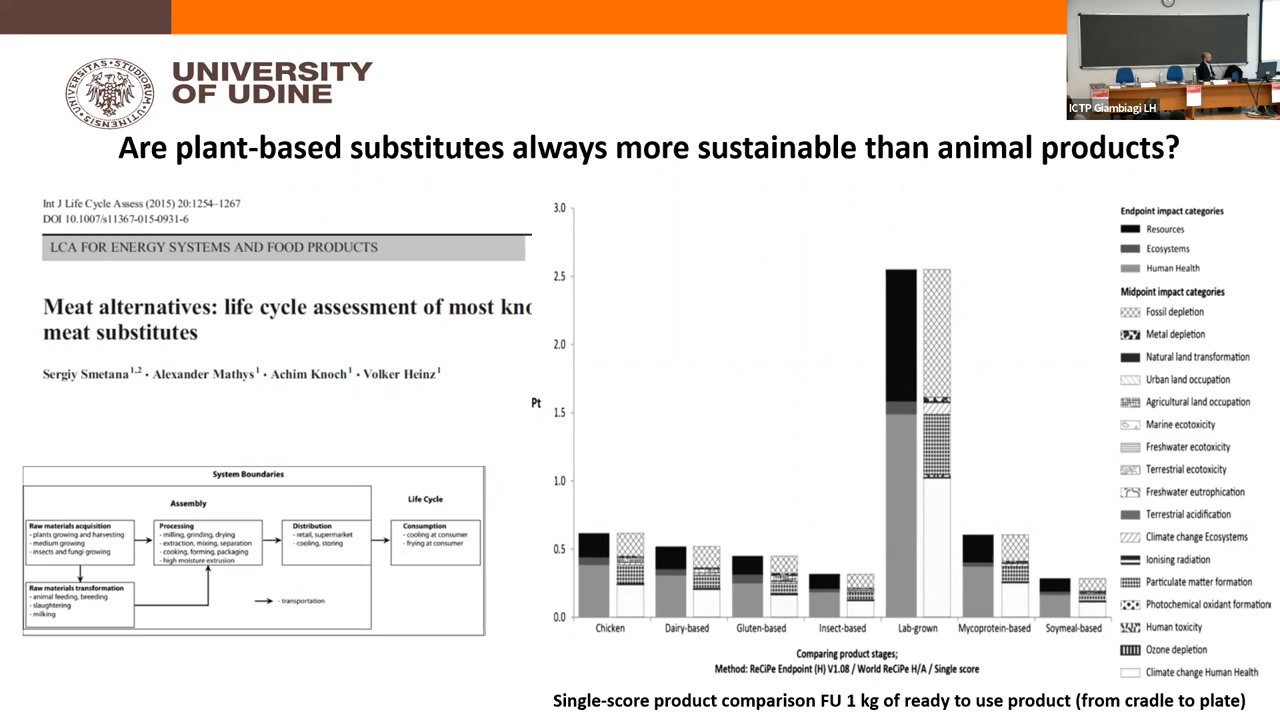 UNIVERSITY
OF UDINE
ICTP Giambiagi LH
Are plant-based substitutes always more sustainable than animal products?
Int J Life Cycle Assess (2015) 20:1254–1267
DOI 10.1007/s11367-015-0931-6
LCA FOR ENERGY SYSTEMS AND FOOD PRODUCTS
Meat alternatives: life cycle assessment of most kno
meat substitutes
Sergiy Smetana1,2 · Alexander Mathys1 · Achim Knoch1 · Volker Heinz1
System Boundaries
Assembly
Life Cycle
Raw materials acquisition
- plants growing and harvesting
- medium growing
- insects and fungi growing
Processing
- milling, grinding, drying
- extraction, mixing, separation
- cooking, forming, packaging
- high moisture extrusion
Distribution
- retail, supermarket
- cooling, storing
Consumption
- cooling at consumer
- frying at consumer
Raw materials transformation
- animal feeding, breeding
- slaughtering
- milking
- transportation
3.0
2.5
2.0
Pt
1.5
1.0
0.5
0.0
Chicken
Dairy-based
Gluten-based
Insect-based
Lab-grown
Mycoprotein-based
Soymeal-based
Comparing product stages;
Method: ReCiPe Endpoint (H) V1.08 / World ReCiPe H/A / Single score
Endpoint impact categories
Resources
Ecosystems
Human Health
Midpoint impact categories
Fossil depletion
Metal depletion
Natural land transformation
Urban land occupation
Agricultural land occupation
Marine ecotoxicity
Freshwater ecotoxicity
Terrestrial ecotoxicity
Freshwater eutrophication
Terrestrial acidification
Climate change Ecosystems
Ionising radiation
Particulate matter formation
Photochemical oxidant formation
Human toxicity
Ozone depletion
Climate change Human Health
Single-score product comparison FU 1 kg of ready to use product (from cradle to plate)